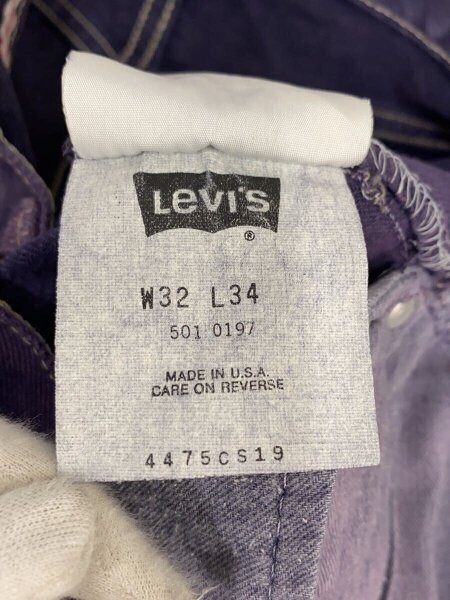 Levi's
®
W32 L34
501 0197
MADE IN U.S.A.
CARE ON REVERSE
4475CS19